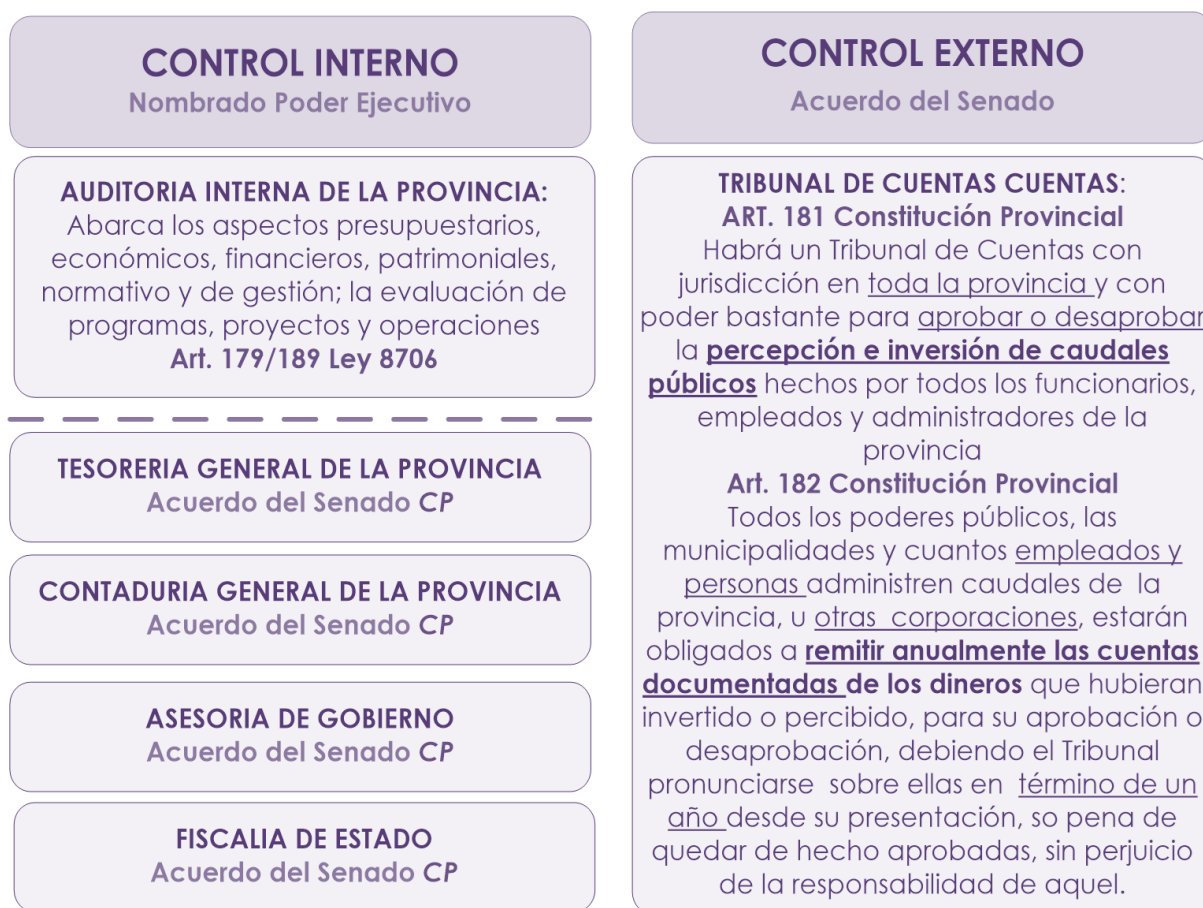 CONTROL INTERNO
Nombrado Poder Ejecutivo
AUDITORIA INTERNA DE LA PROVINCIA:
Abarca los aspectos presupuestarios,
económicos, financieros, patrimoniales,
normativo y de gestión; la evaluación de
programas, proyectos y operaciones
Art. 179/189 Ley 8706
TESORERIA GENERAL DE LA PROVINCIA
Acuerdo del Senado CP
CONTADURIA GENERAL DE LA PROVINCIA
Acuerdo del Senado CP
ASESORIA DE GOBIERNO
Acuerdo del Senado CP
FISCALIA DE ESTADO
Acuerdo del Senado CP
CONTROL EXTERNO
Acuerdo del Senado
TRIBUNAL DE CUENTAS CUENTAS:
ART. 181 Constitución Provincial
Habrá un Tribunal de Cuentas con
jurisdicción en toda la provincia y con
poder bastante para aprobar o desaprobar
la percepción e inversión de caudales
públicos hechos por todos los funcionarios,
empleados y administradores de la
provincia
Art. 182 Constitución Provincial
Todos los poderes públicos, las
municipalidades y cuantos empleados y
personas administren caudales de la
provincia, u otras corporaciones, estarán
obligados a remitir anualmente las cuentas
documentadas de los dineros que hubieran
invertido o percibido, para su aprobación o
desaprobación, debiendo el Tribunal
pronunciarse sobre ellas en término de un
año desde su presentación, so pena de
quedar de hecho aprobadas, sin perjuicio
de la responsabilidad de aquel.